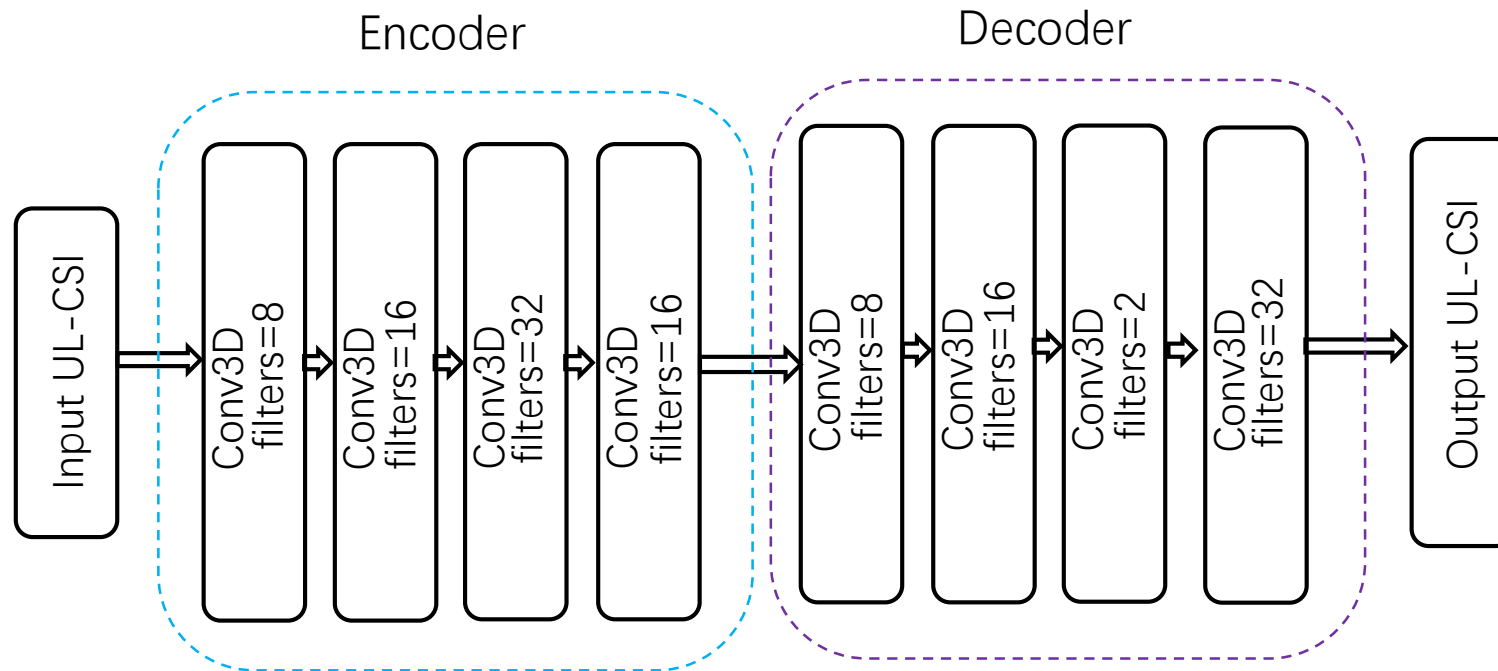 Encoder
Decoder
Input UL-CSI
Conv3D
filters=8
Conv3D
filters=16
Conv3D
filters=32
Conv3D
filters=16
Conv3D
filters=8
Conv3D
filters=16
Conv3D
filters=2
Conv3D
filters=32
Output UL-CSI